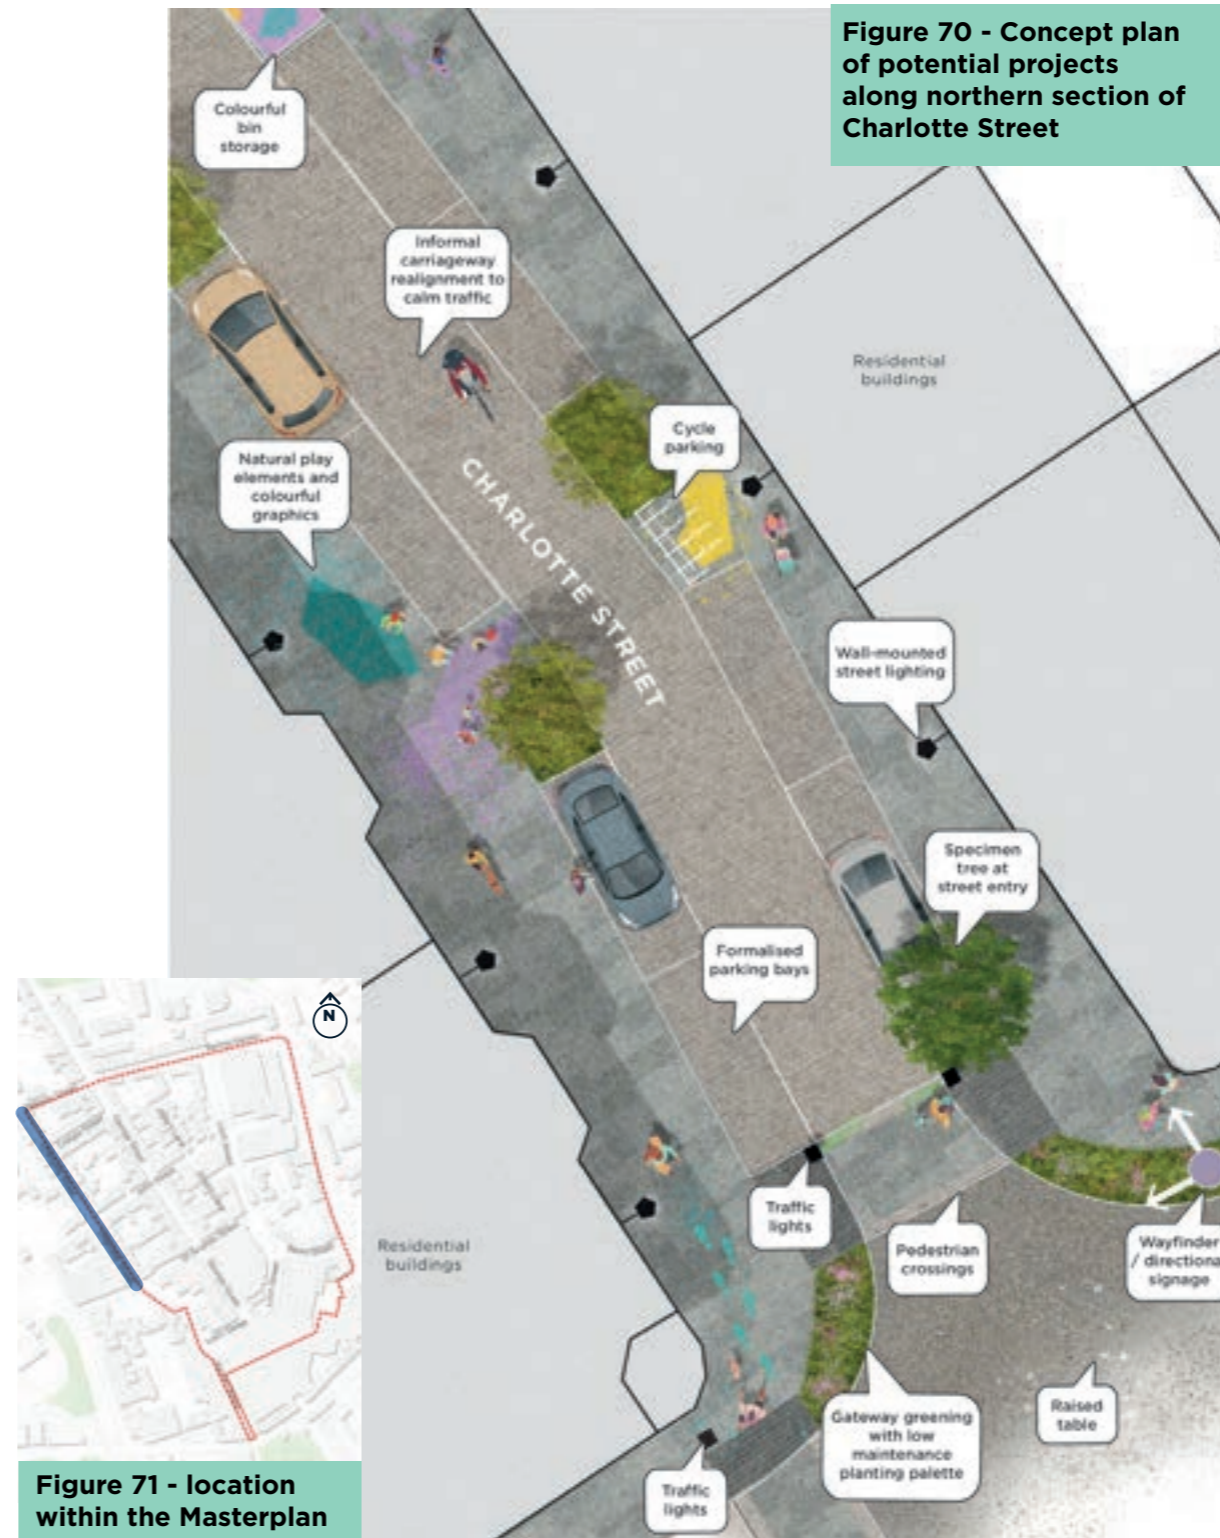 Figure 70 - Concept plan
of potential projects
along northern section of
Charlotte Street
Colourful
bin
storage
Informal
carriageway
realignment to
calm traffic
Residential
buildings
Cycle
parking
Natural play
elements and
colourful
graphics
CHARLOTTE STREET
Wall-mounted
street lighting
Specimen
tree at
street entry
Formalised
parking bays
N
Traffic
lights
Pedestrian
crossings
Wayfinder
/ directiona
signage
Residential
buildings
Raised
table
Gateway greening
with low
maintenance
planting palette
Traffic
lights
Figure 71 - location
within the Masterplan